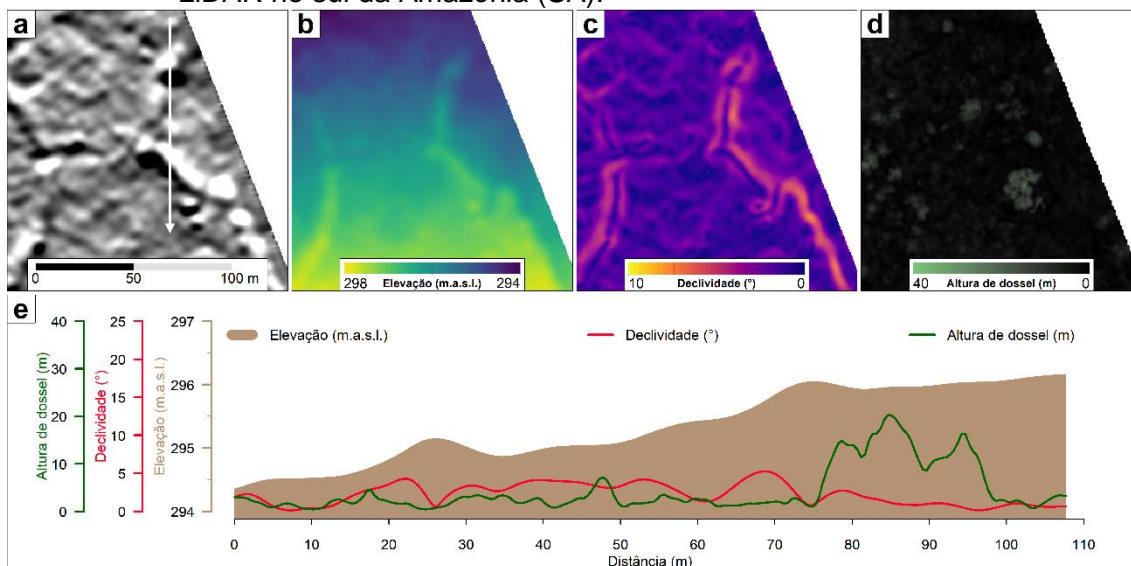 LiDAR no sul da Amazônia (SA).
a
b
c
d
0 50 100 m
298 Elevação (m.a.s.l.) 294
10 Declividade (°) 0
40 Altura de dossel (m) 0
e
Altura de dossel (m)
40
30
20
10
0
Declividade (°)
25
20
15
10
5
0
Elevação (m.a.s.l.)
297
296
295
294
Elevação (m.a.s.l.)
Declividade (°)
Altura de dossel (m)
0 10 20 30 40 50 60 70 80 90 100 110
Distância (m)